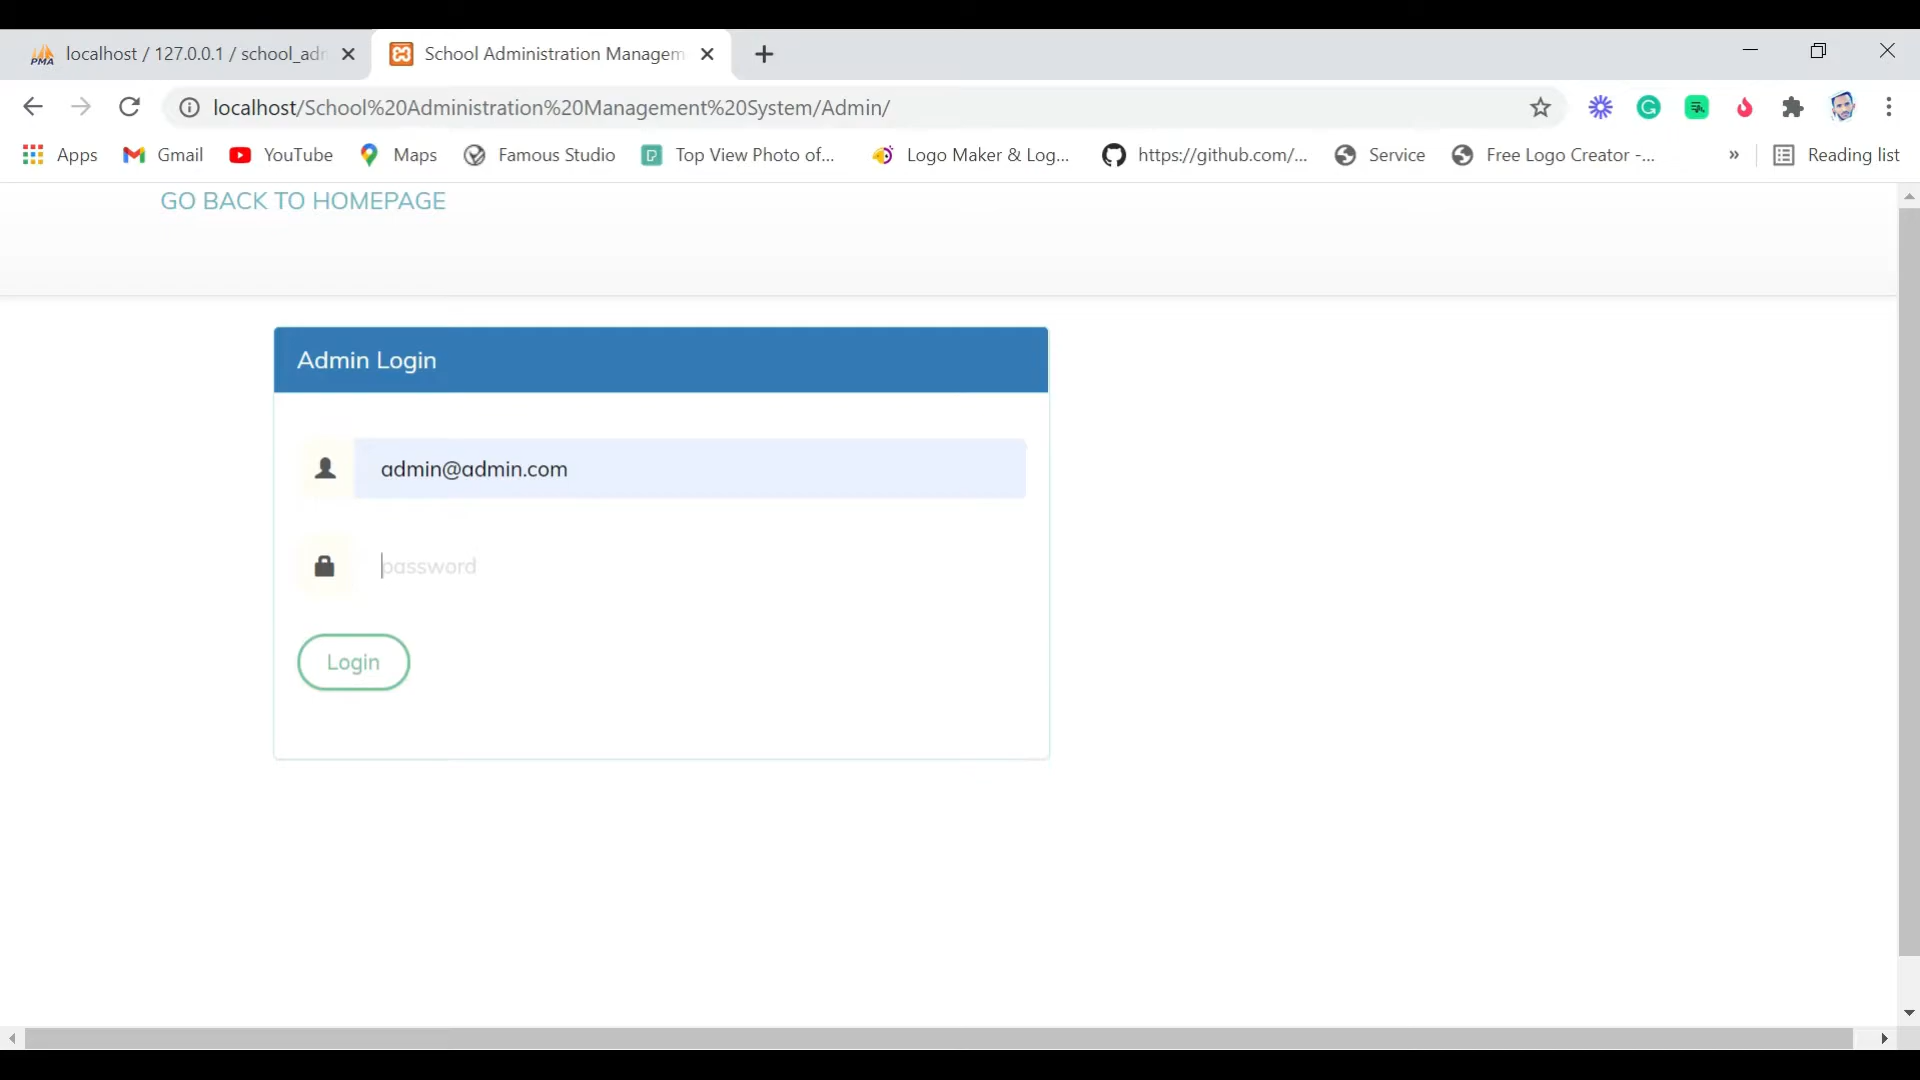 PMA localhost / 127.0.0.1 / school_adr School Administration Managem
localhost/School%20Administration%20Management%20System/Admin/
Apps Gmail YouTube Maps Famous Studio Top View Photo of... Logo Maker & Log... https://github.com/... Service Free Logo Creator -... » Reading list
GO BACK TO HOMEPAGE
Admin Login
admin@admin.com
password
Login